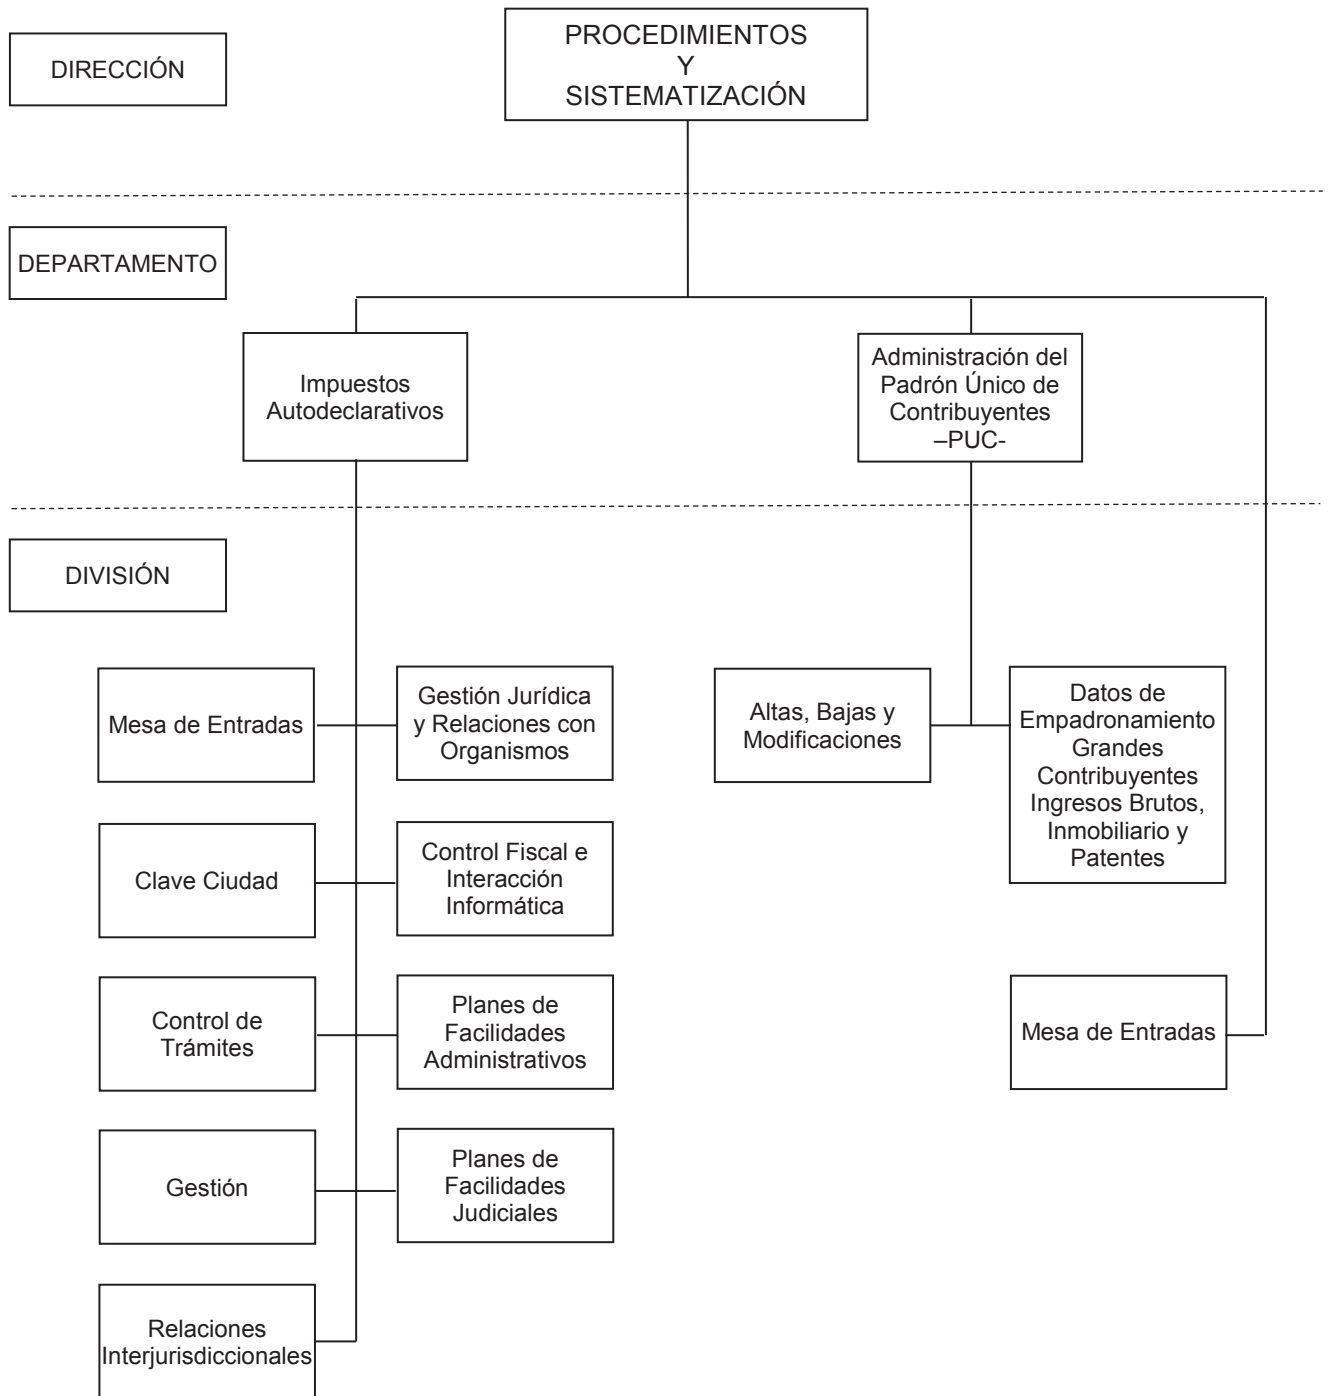 DIRECCIÓN
PROCEDIMIENTOS
Y
SISTEMATIZACIÓN
DEPARTAMENTO
Impuestos
Autodeclarativos
Administración del
Padrón Único de
Contribuyentes
–PUC-
DIVISIÓN
Mesa de Entradas
Gestión Jurídica
y Relaciones con
Organismos
Altas, Bajas y
Modificaciones
Datos de
Empadronamiento
Grandes
Contribuyentes
Ingresos Brutos,
Inmobiliario y
Patentes
Clave Ciudad
Control Fiscal e
Interacción
Informática
Control de
Trámites
Planes de
Facilidades
Administrativos
Mesa de Entradas
Gestión
Planes de
Facilidades
Judiciales
Relaciones
Interjurisdiccionales